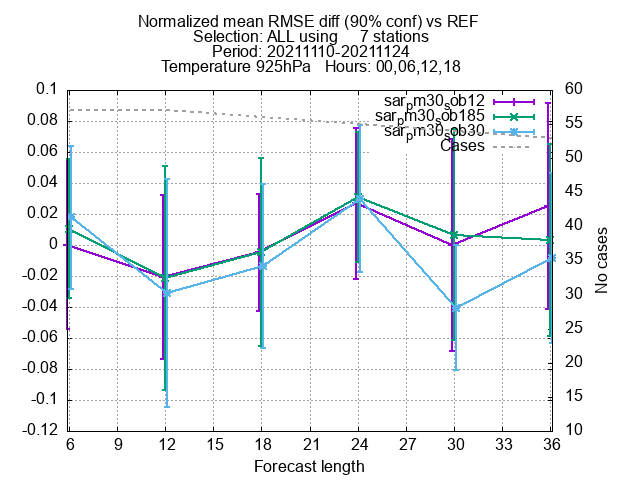 Normalized mean RMSE diff (90% conf) vs REF
Selection: ALL using 7 stations
Period: 20211110-20211124
Temperature 925hPa Hours: 00,06,12,18
0.1
0.08
0.06
0.04
0.02
0
-0.02
-0.04
-0.06
-0.08
-0.1
-0.12
sar_pm30_sob12
sar_pm30_sob185
sar_pm30_sob30
Cases
60
55
50
45
40
35
30
25
20
15
10
No cases
6 9 12 15 18 21 24 27 30 33 36
Forecast length